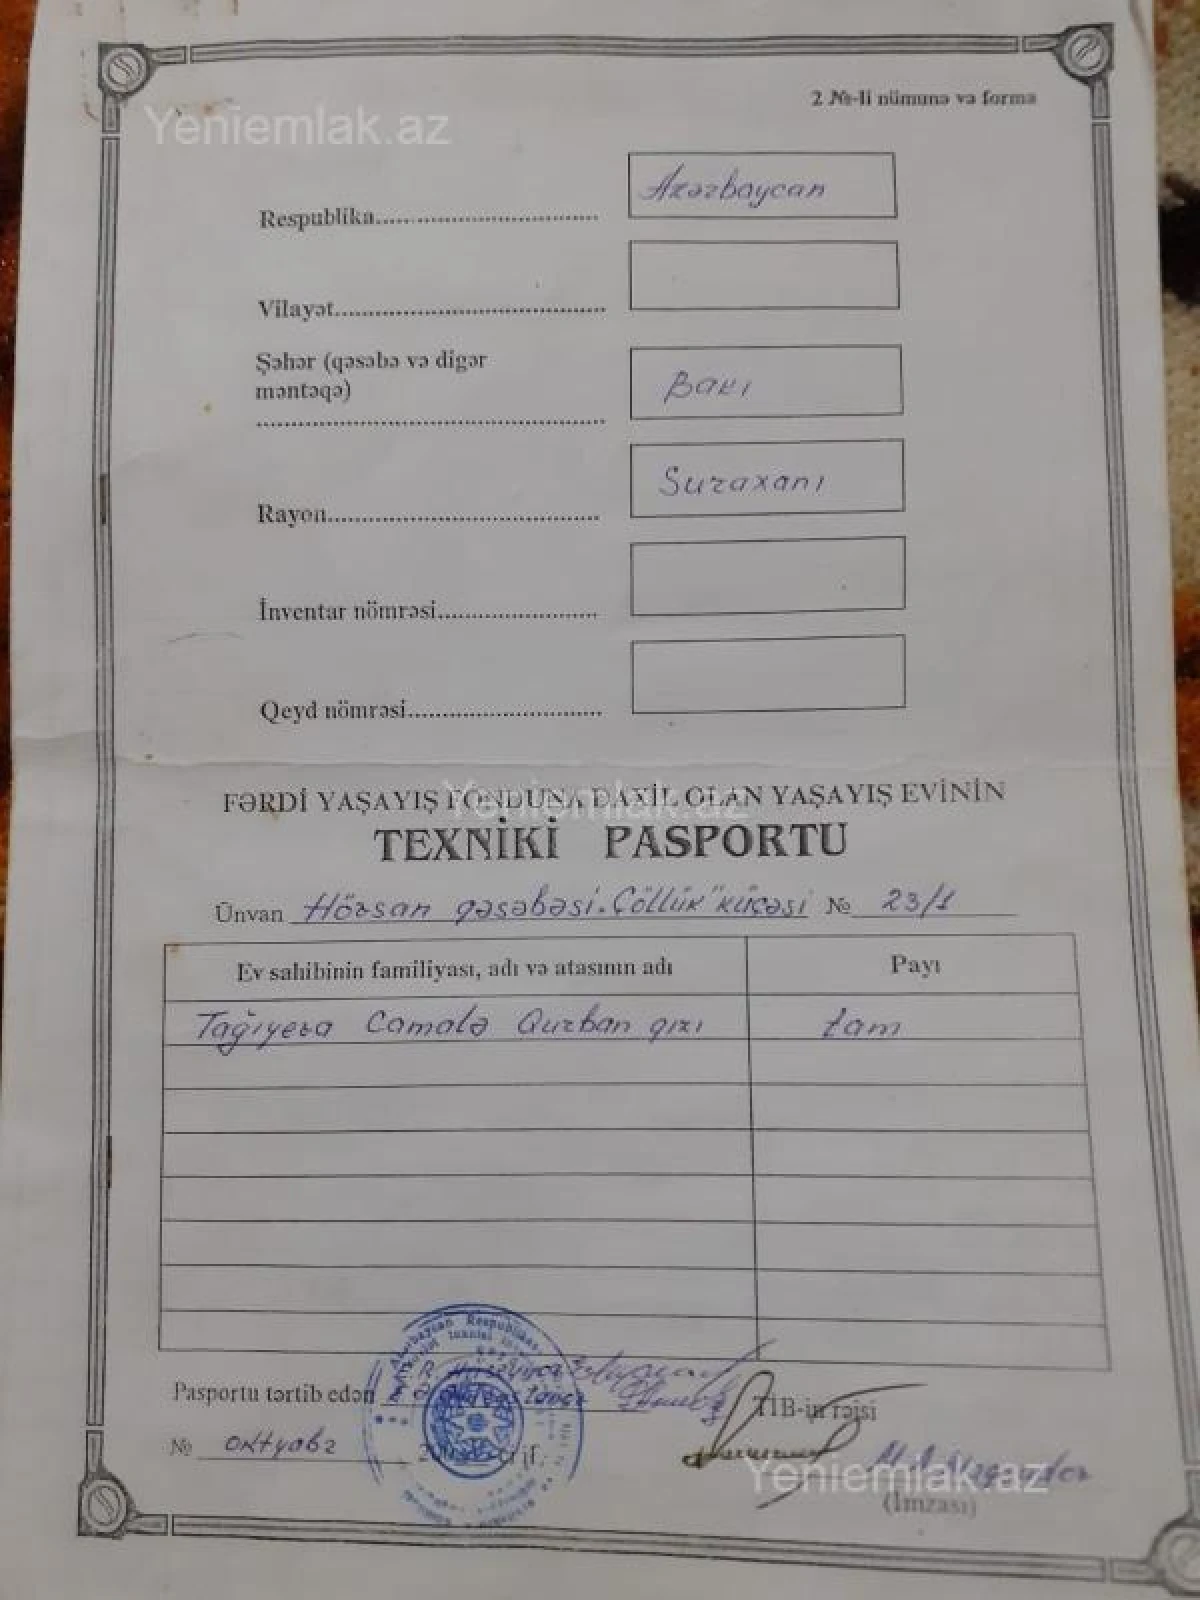 2 №-li nümunə və forma
Yeniemlak.az
Respublika
Azərbaycan
Vilayət
Şəhər (qəsəbə və digər
məntəqə)
Bakı
Rayon
Suraxanı
İnventar nömrəsi
Qeyd nömrəsi
FƏRDİ YAŞAYIŞ FONDUNA DAXİL OLAN YAŞAYIŞ EVİNİN
Yeniemlak.az
TEXNİKİ PASPORTU
Ünvan Hövsan qəsəbəsi "Çöllük" küçəsi № 23/1
Ev sahibinin familiyası, adı və atasının adı Payı
Tağıyeva Camalə Qurban qızı tam
Pasportu tərtib edən
TİB-in rəisi
№ oktyabr
Yeniemlak.az
(İmzası)